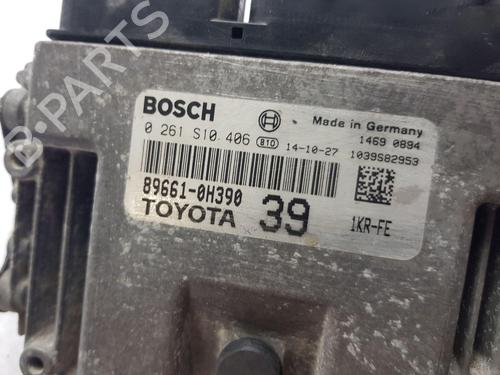 BOSCH
Made in Germany
0 261 S10 406 B10 14-10-27
1469 0894
1039S82953
89661-0H390
TOYOTA 39
1KR-FE
B-PARTS